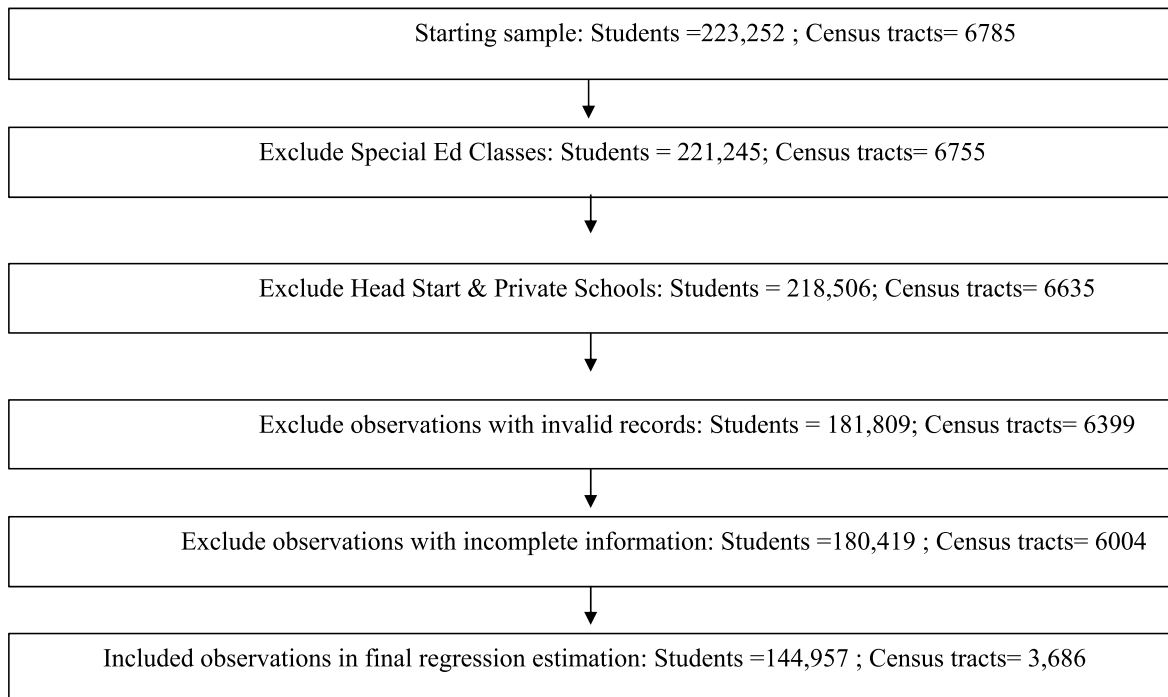 Starting sample: Students =223,252 ; Census tracts= 6785
Exclude Special Ed Classes: Students = 221,245; Census tracts= 6755
Exclude Head Start & Private Schools: Students = 218,506; Census tracts= 6635
Exclude observations with invalid records: Students = 181,809; Census tracts= 6399
Exclude observations with incomplete information: Students =180,419 ; Census tracts= 6004
Included observations in final regression estimation: Students =144,957 ; Census tracts= 3,686